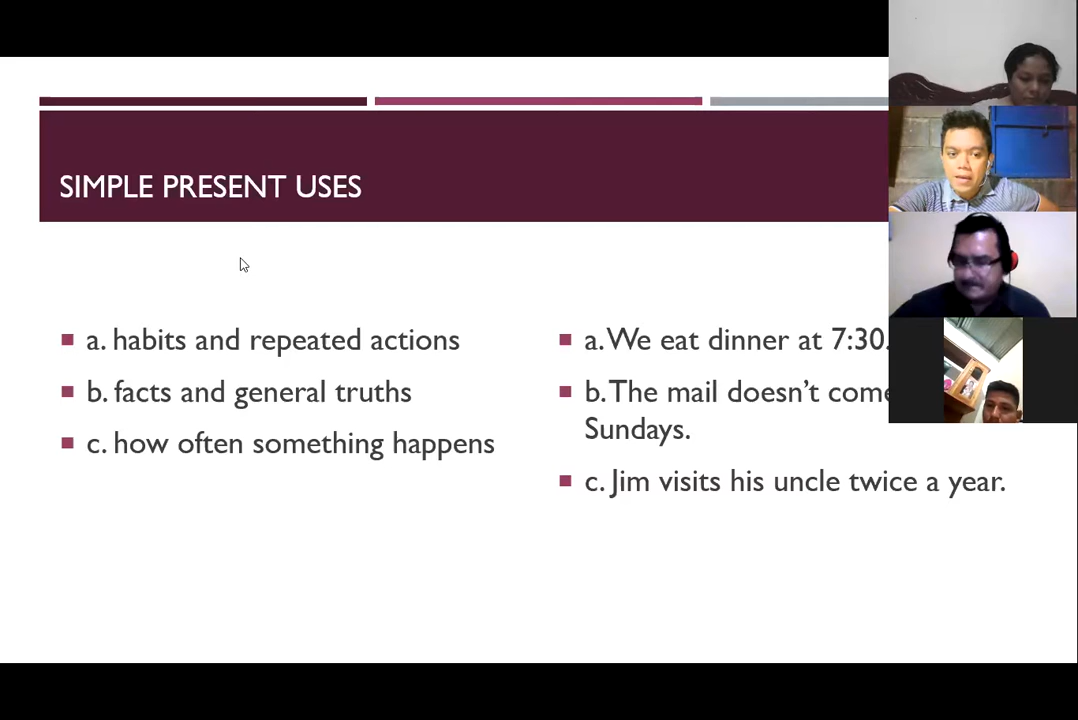 SIMPLE PRESENT USES
a. habits and repeated actions
b. facts and general truths
c. how often something happens
a. We eat dinner at 7:30.
b. The mail doesn't come
Sundays.
c. Jim visits his uncle twice a year.